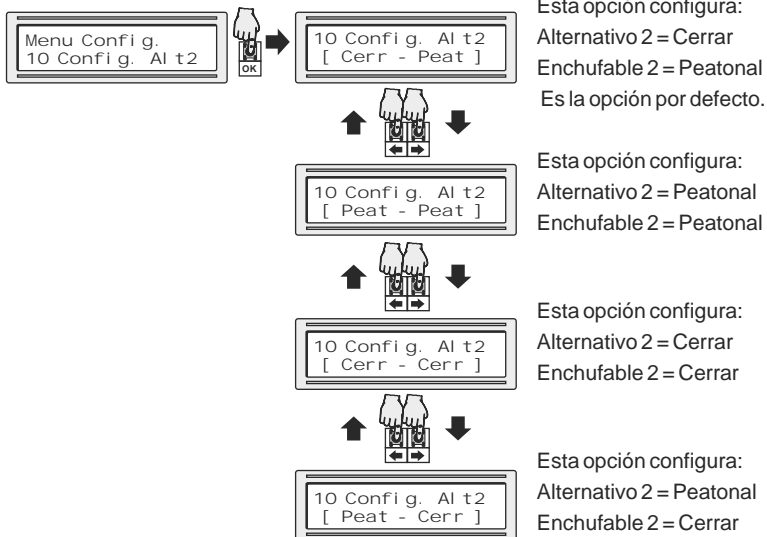 Menu Config.
10 Config. Alt2
OK
10 Config. Alt2
[ Cerr - Peat ]
Esta opción configura:
Alternativo 2 = Cerrar
Enchufable 2 = Peatonal
Es la opción por defecto.
10 Config. Alt2
[ Peat - Peat ]
Esta opción configura:
Alternativo 2 = Peatonal
Enchufable 2 = Peatonal
10 Config. Alt2
[ Cerr - Cerr ]
Esta opción configura:
Alternativo 2 = Cerrar
Enchufable 2 = Cerrar
10 Config. Alt2
[ Peat - Cerr ]
Esta opción configura:
Alternativo 2 = Peatonal
Enchufable 2 = Cerrar